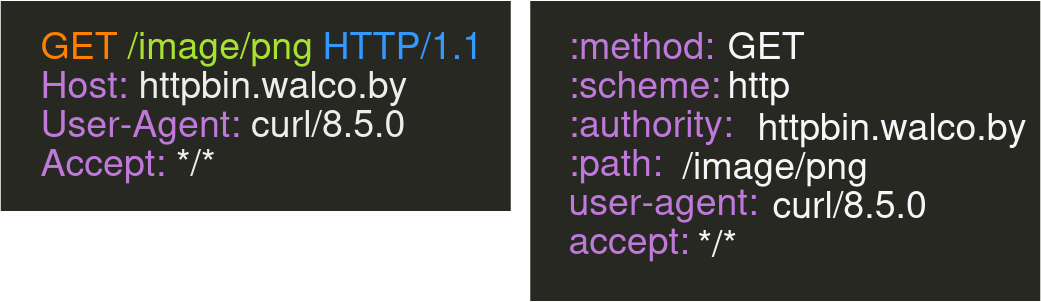 GET /image/png HTTP/1.1
Host: httpbin.walco.by
User-Agent: curl/8.5.0
Accept: */*
:method: GET
:scheme: http
:authority: httpbin.walco.by
:path: /image/png
user-agent: curl/8.5.0
accept: */*